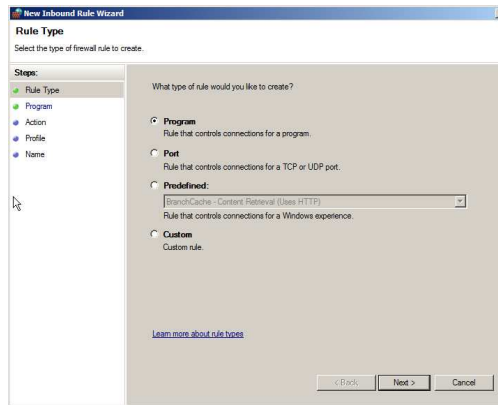 New Inbound Rule Wizard
Rule Type
Select the type of firewall rule to create.
Steps:
Rule Type
Program
Action
Profile
Name
What type of rule would you like to create?
Program
Rule that controls connections for a program.
Port
Rule that controls connections for a TCP or UDP port.
Predefined:
BranchCache - Content Retrieval (Uses HTTP)
Rule that controls connections for a Windows experience.
Custom
Custom rule.
Learn more about rule types
< Back
Next >
Cancel